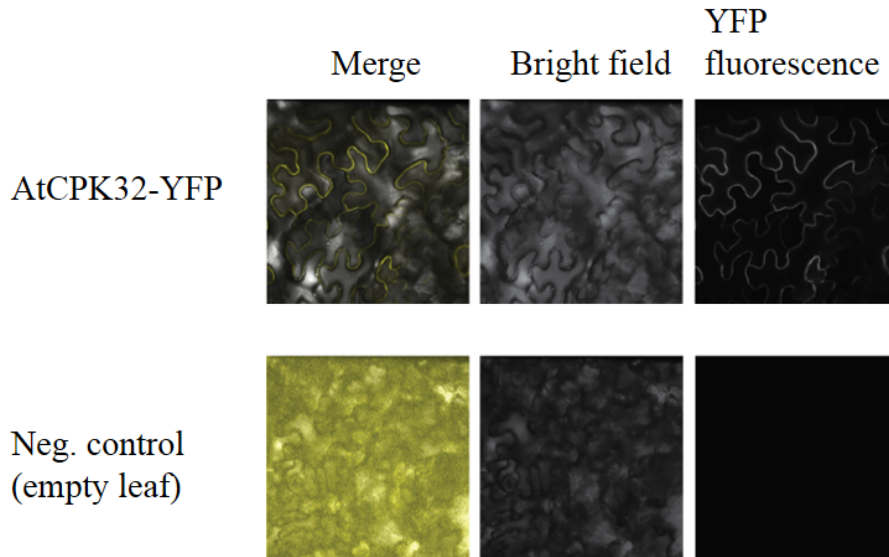 Merge
Bright field
YFP
fluorescence
AtCPK32-YFP
Neg. control
(empty leaf)